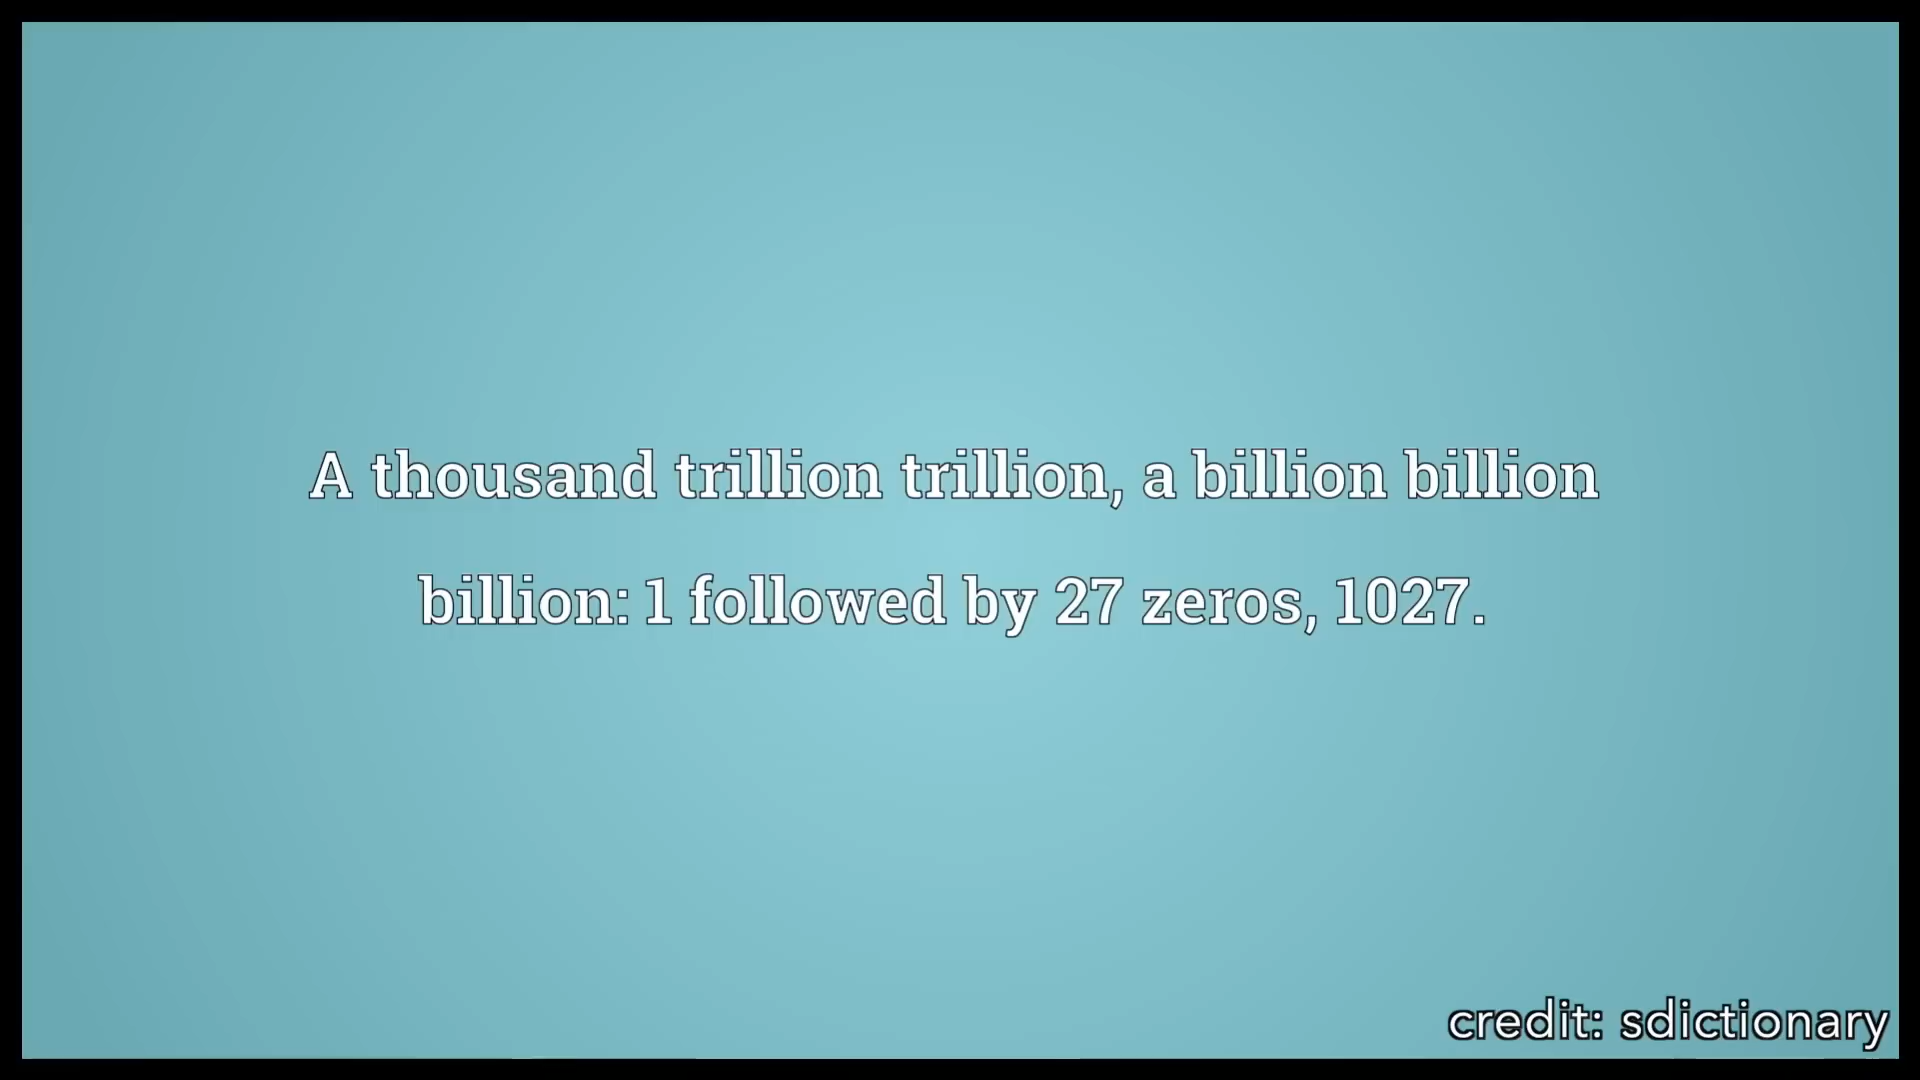 A thousand trillion trillion, a billion billion
billion: 1 followed by 27 zeros, 1027.
credit: sdictionary